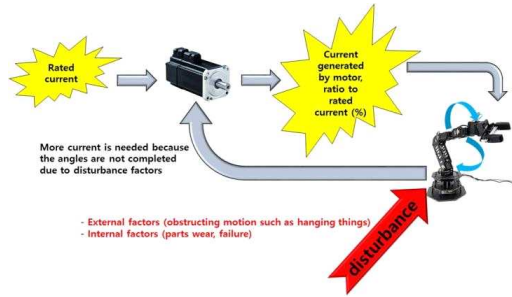 Rated
current
Current
generated
by motor,
ratio to
rated
current (%)
More current is needed because
the angles are not completed
due to disturbance factors
- External factors (obstructing motion such as hanging things)
- Internal factors (parts wear, failure)
disturbance